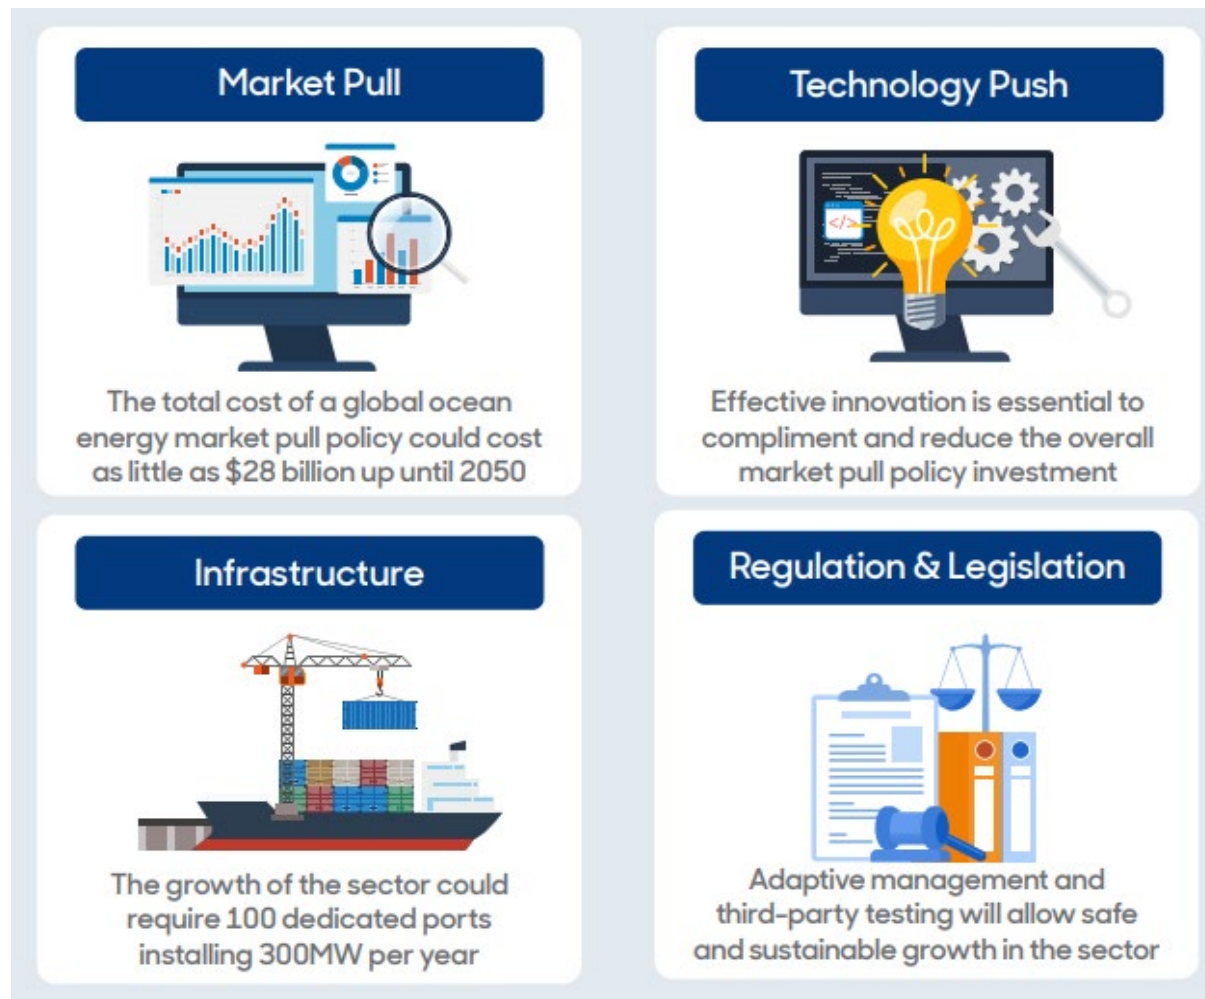 Market Pull
The total cost of a global ocean
energy market pull policy could cost
as little as $28 billion up until 2050
Technology Push
</>
Effective innovation is essential to
compliment and reduce the overall
market pull policy investment
Infrastructure
The growth of the sector could
require 100 dedicated ports
installing 300MW per year
Regulation & Legislation
Adaptive management and
third-party testing will allow safe
and sustainable growth in the sector